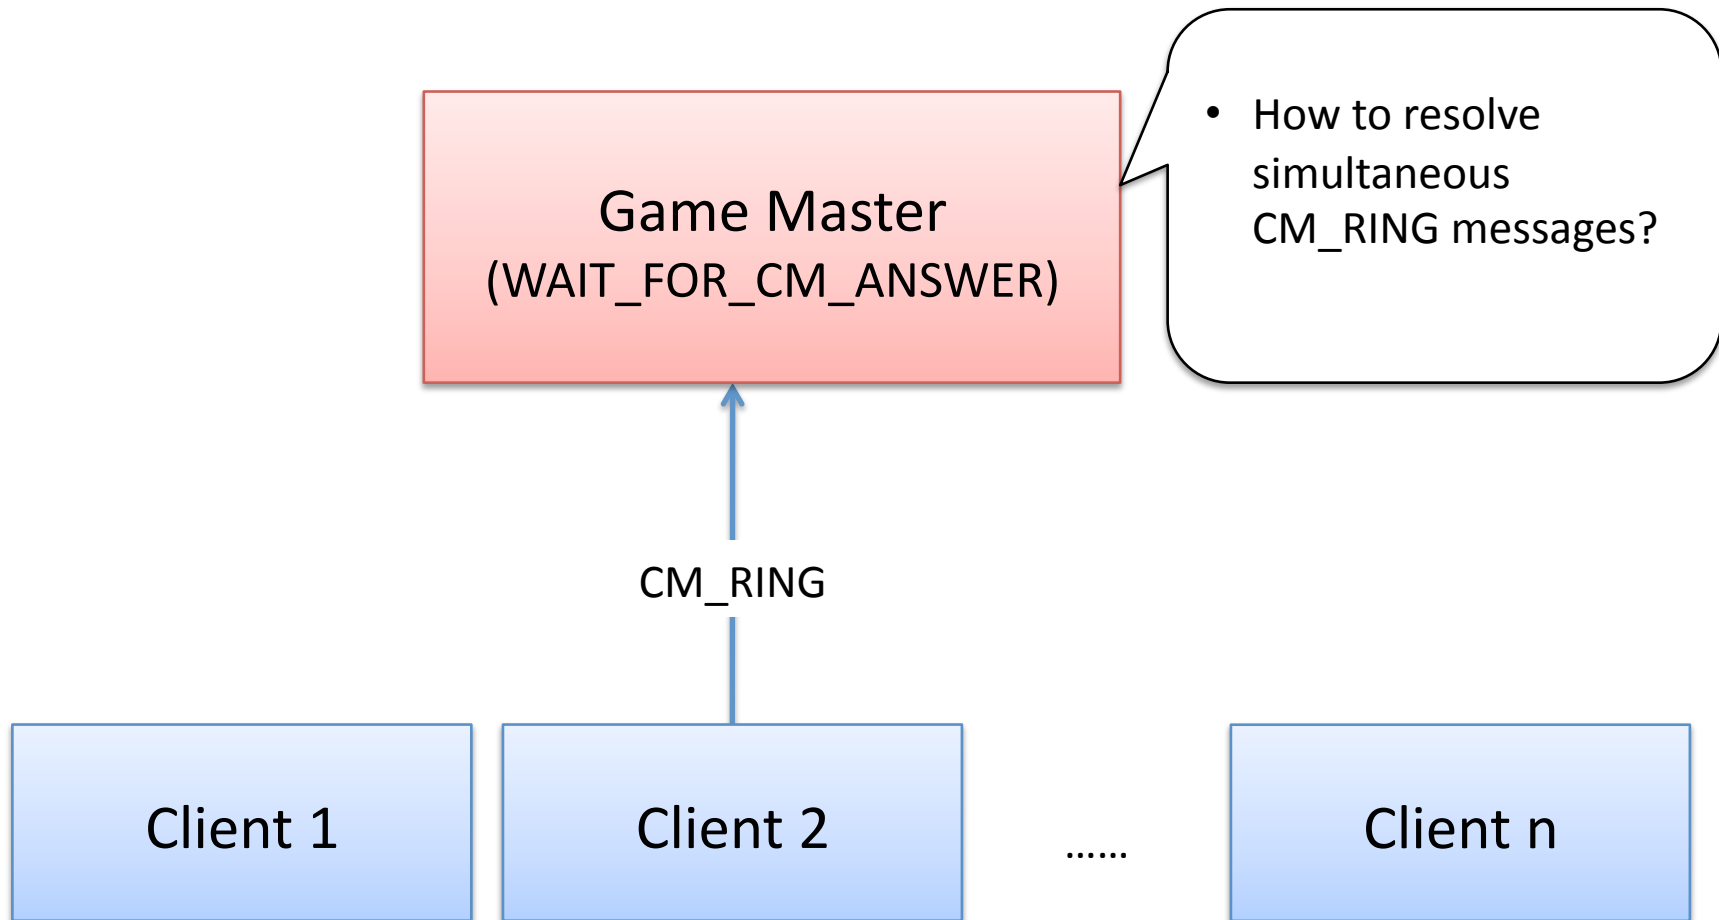 Game Master
(WAIT_FOR_CM_ANSWER)
• How to resolve
simultaneous
CM_RING messages?
CM_RING
Client 1
Client 2
......
Client n